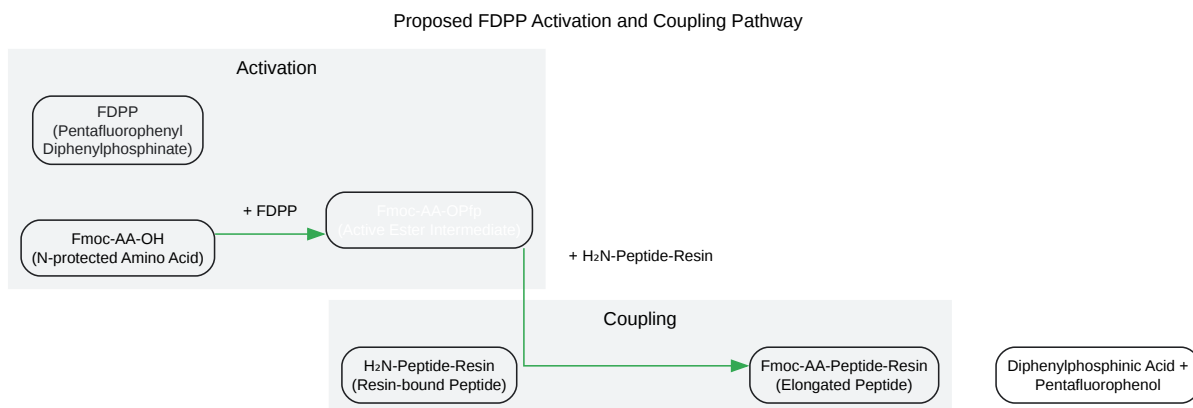 Proposed FDPP Activation and Coupling Pathway
Activation
FDPP
(Pentafluorophenyl
Diphenylphosphinate)
+ FDPP
Fmoc-AA-OPfp
(Active Ester Intermediate)
Fmoc-AA-OH
(N-protected Amino Acid)
+ H₂N-Peptide-Resin
Coupling
H₂N-Peptide-Resin
(Resin-bound Peptide)
Fmoc-AA-Peptide-Resin
(Elongated Peptide)
Diphenylphosphinic Acid +
Pentafluorophenol